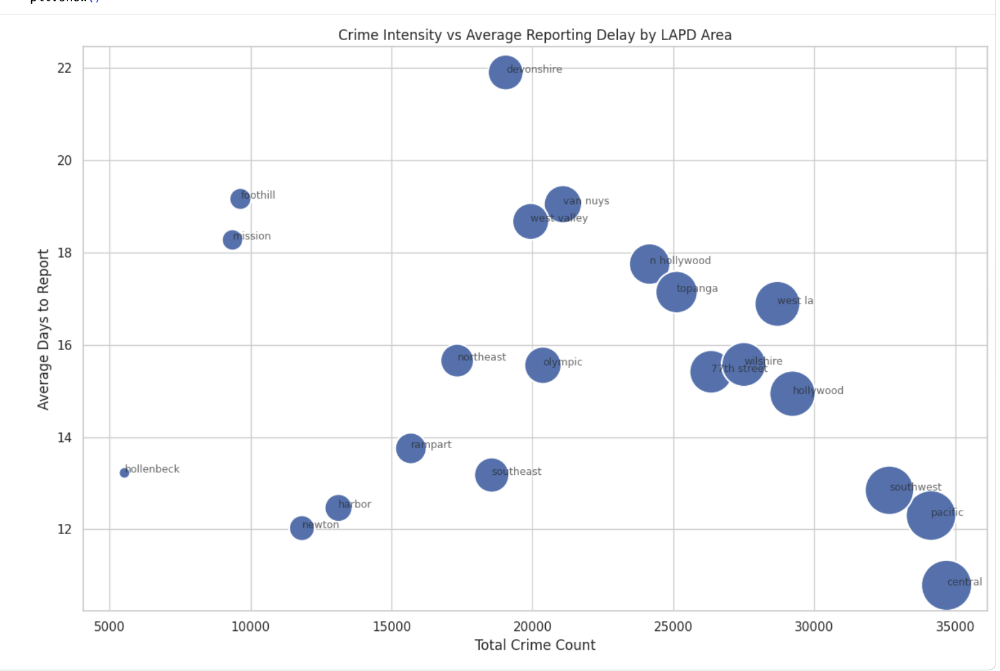 plt.show()
Crime Intensity vs Average Reporting Delay by LAPD Area
22
devonshire
20
foothill
van nuys
west valley
mission
18
n hollywood
topanga
west la
Average Days to Report
16
northeast
olympic
wilshire
77th street
hollywood
14
rampart
hollenbeck
southeast
southwest
harbor
pacific
newton
12
central
5000 10000 15000 20000 25000 30000 35000
Total Crime Count